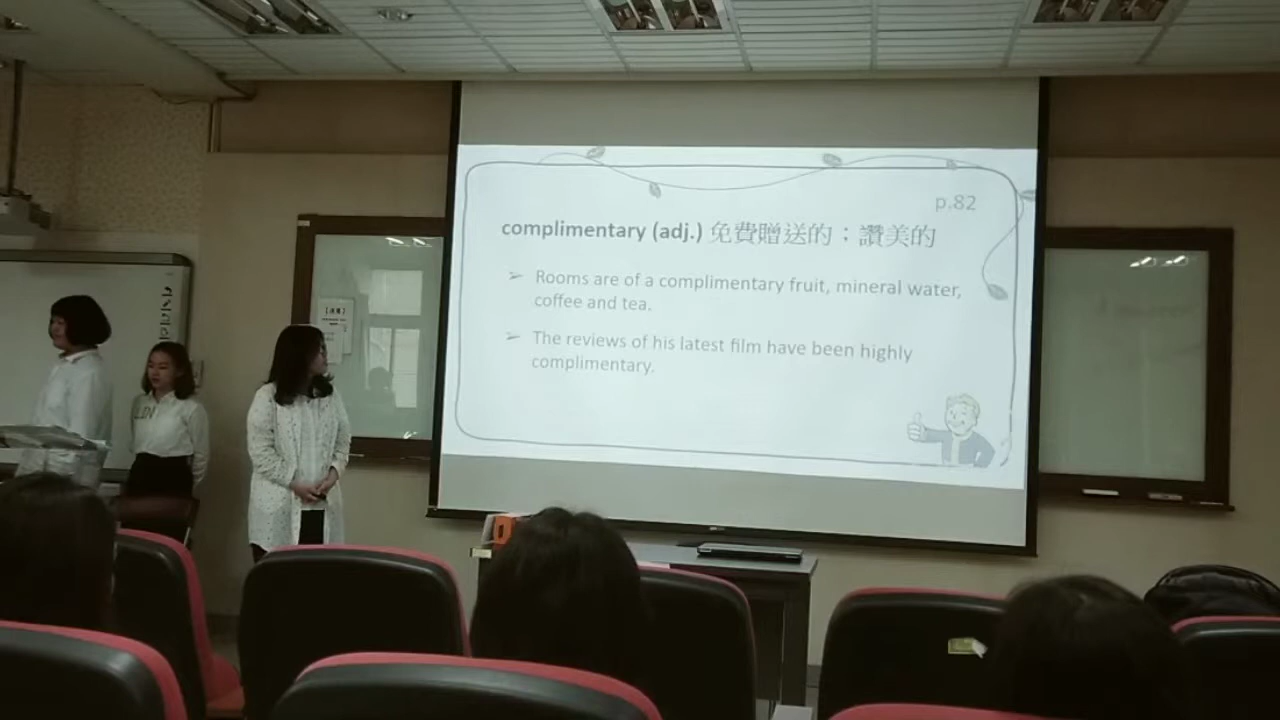 p.82
complimentary (adj.) 免費贈送的；讚美的
Rooms are of a complimentary fruit, mineral water,
coffee and tea.
The reviews of his latest film have been highly
complimentary.